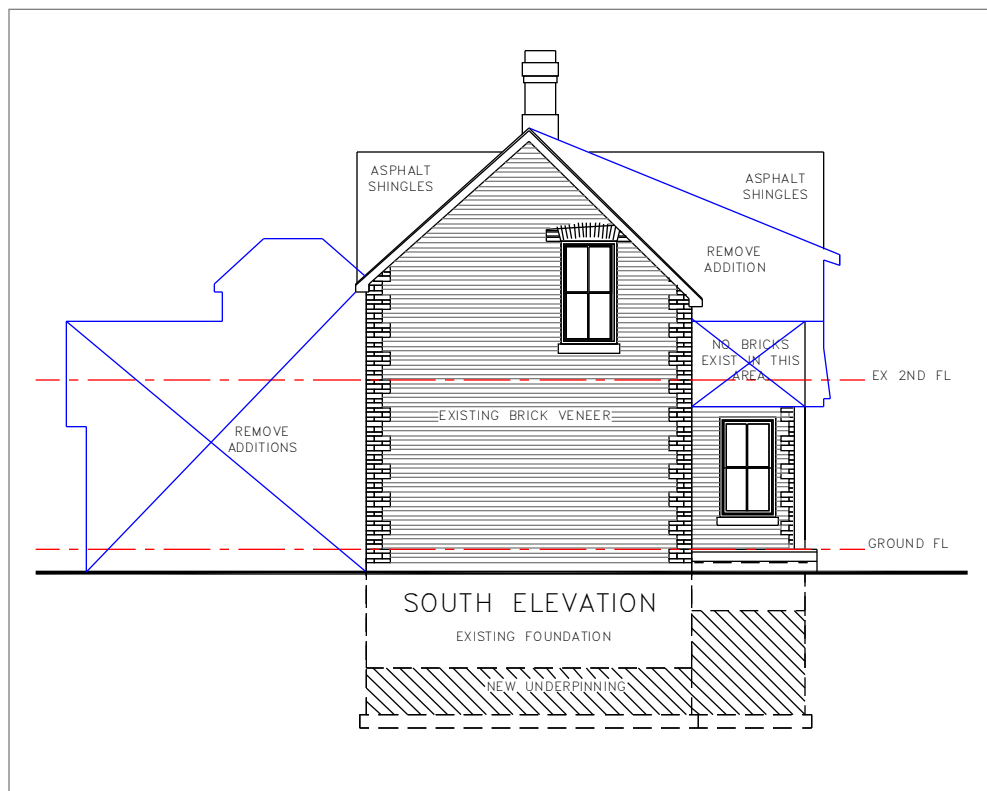 ASPHALT
SHINGLES
ASPHALT
SHINGLES
REMOVE
ADDITION
NO BRICKS
EXIST IN THIS
AREA
EX 2ND FL
EXISTING BRICK VENEER
REMOVE
ADDITIONS
GROUND FL
SOUTH ELEVATION
EXISTING FOUNDATION
NEW UNDERPINNING